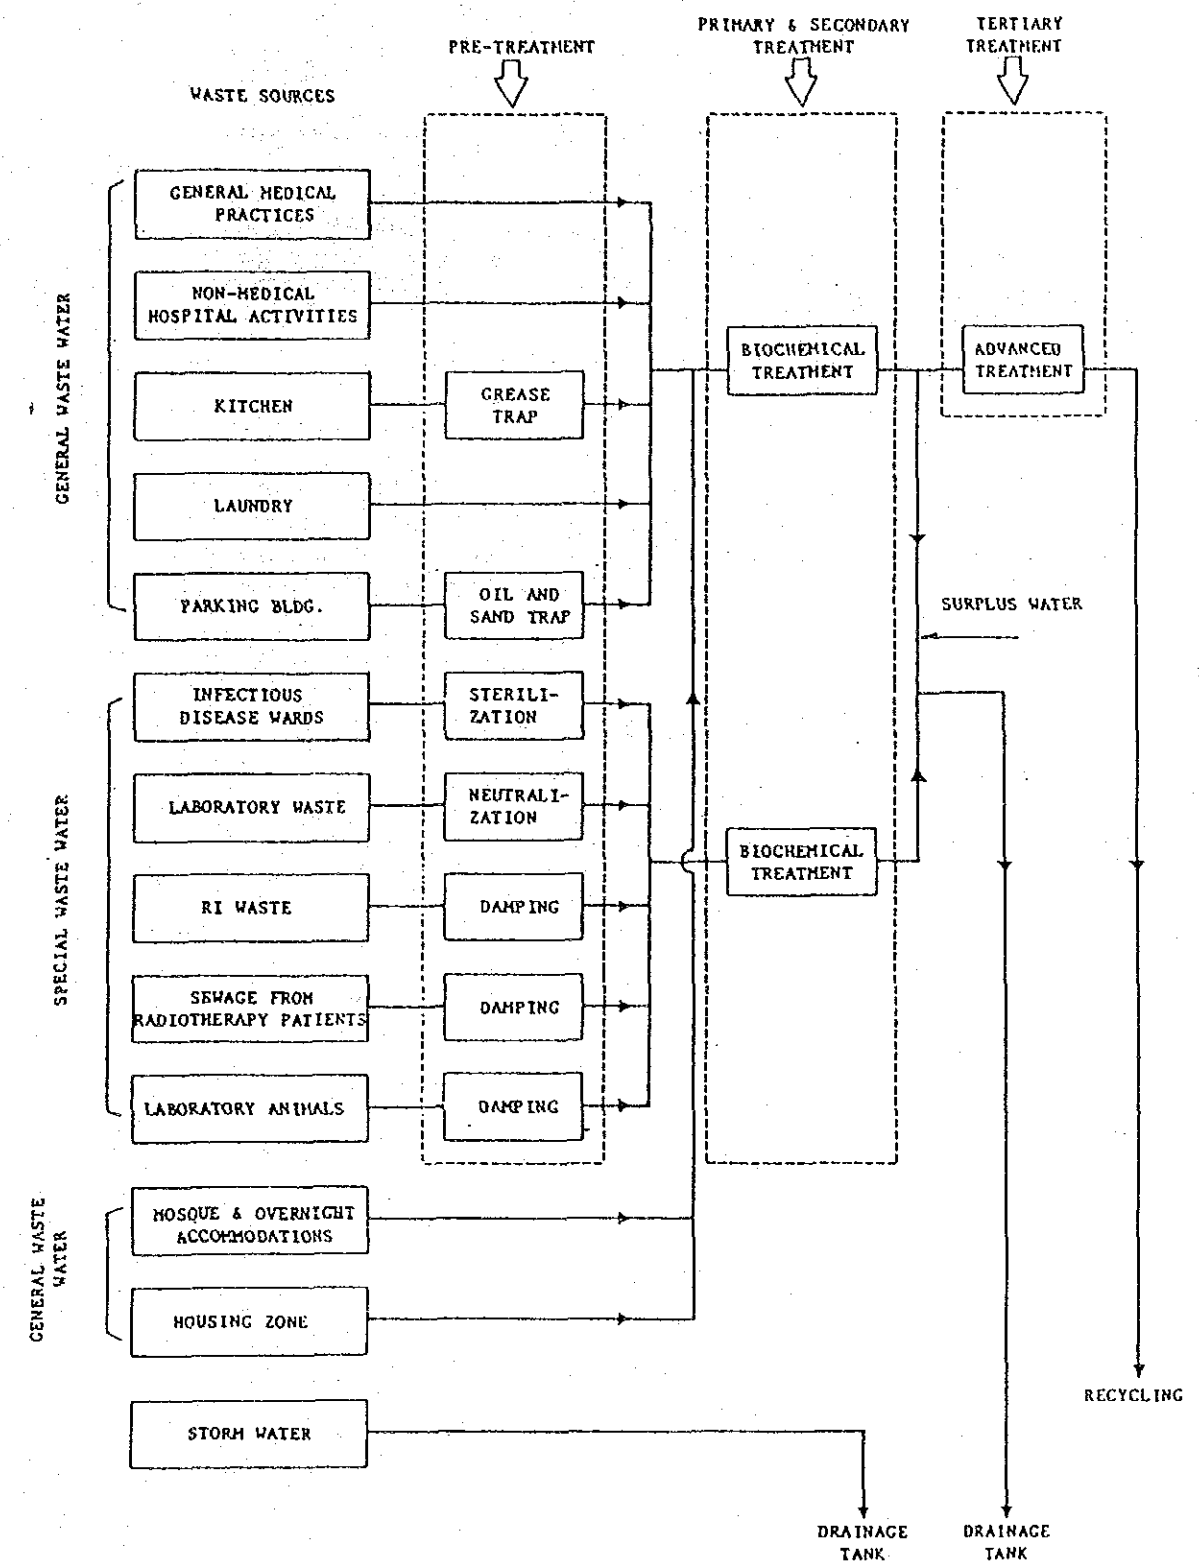 PRIMARY & SECONDARY
TREATMENT
TERTIARY
TREATMENT
PRE-TREATMENT
WASTE SOURCES
GENERAL WASTE WATER
GENERAL MEDICAL
PRACTICES
NON-MEDICAL
HOSPITAL ACTIVITIES
KITCHEN
GREASE
TRAP
LAUNDRY
PARKING BLDG.
OIL AND
SAND TRAP
BIOCHEMICAL
TREATMENT
ADVANCED
TREATMENT
SURPLUS WATER
SPECIAL WASTE WATER
INFECTIOUS
DISEASE WARDS
STERILI-
ZATION
LABORATORY WASTE
NEUTRALI-
ZATION
BIOCHEMICAL
TREATMENT
RI WASTE
DAMPING
SEWAGE FROM
RADIOTHERAPY PATIENTS
DAMPING
LABORATORY ANIMALS
DAMPING
GENERAL WASTE
WATER
MOSQUE & OVERNIGHT
ACCOMMODATIONS
HOUSING ZONE
RECYCLING
STORM WATER
DRAINAGE
TANK
DRAINAGE
TANK